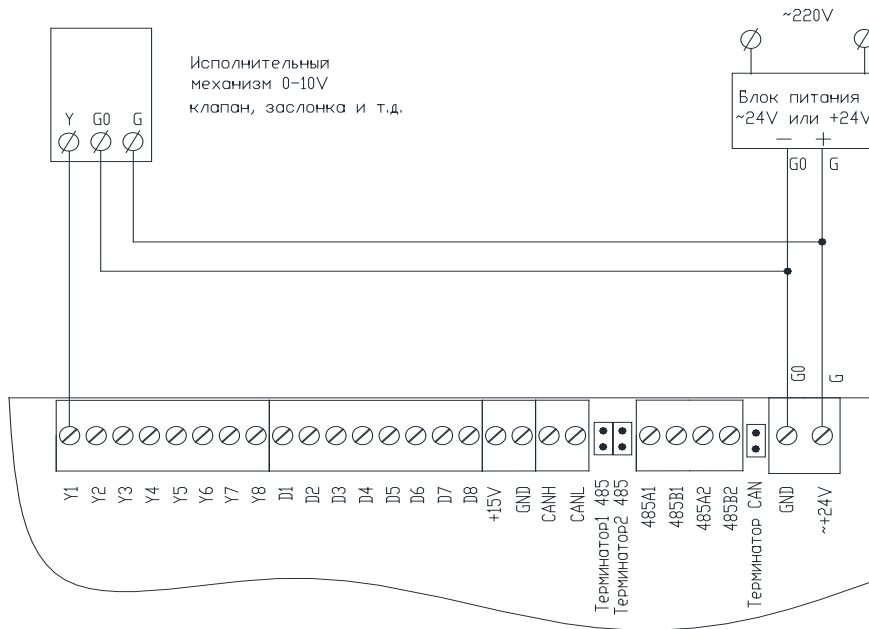 ~220V
Исполнительный
механизм 0-10V
клапан, заслонка и т.д.
Блок питания
~24V или +24V
− +
Y G0 G
G0 G
G0 G
Y1 Y2 Y3 Y4 Y5 Y6 Y7 Y8 D1 D2 D3 D4 D5 D6 D7 D8 +15V GND CANH CANL
Терминатор1 485
Терминатор2 485
485A1 485B1 485A2 485B2
Терминатор CAN
GND
~+24V